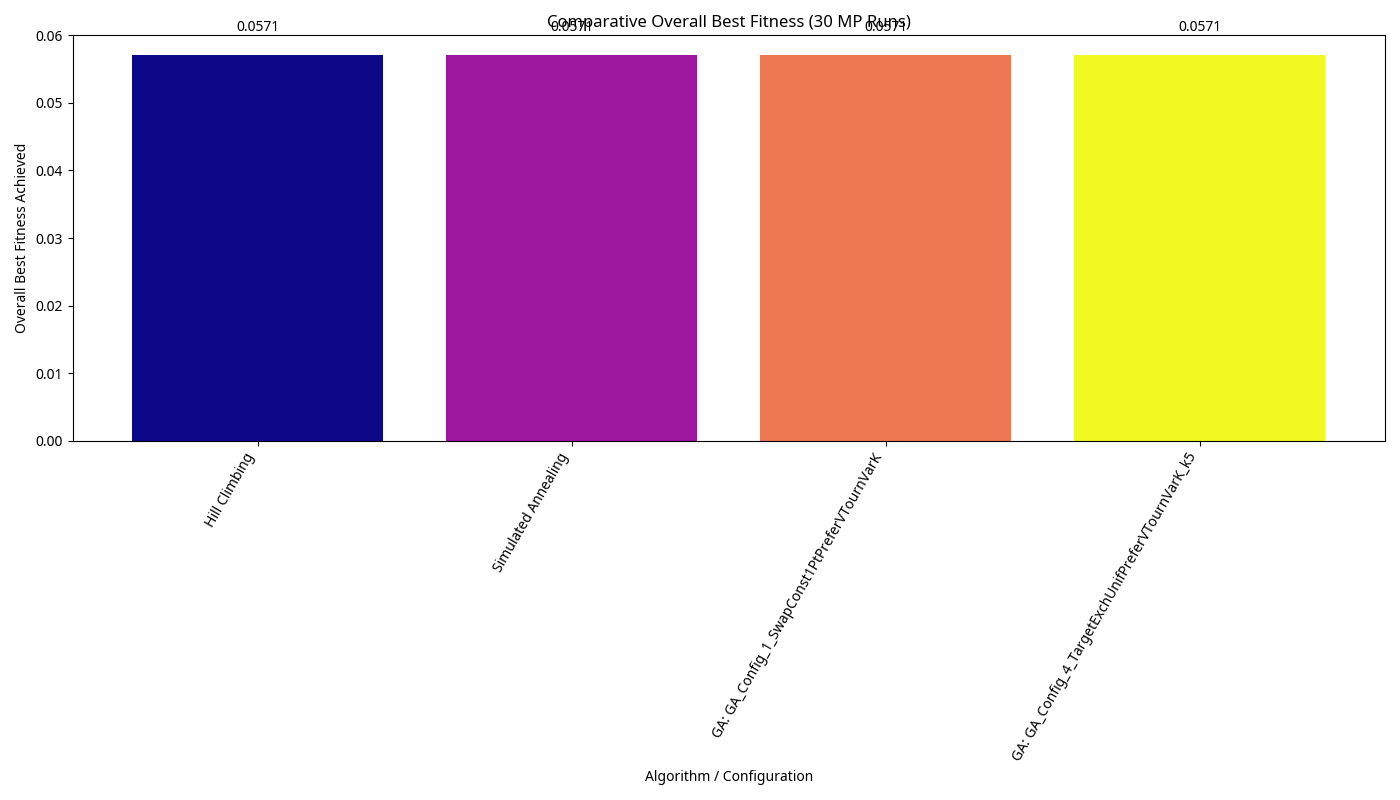 Comparative Overall Best Fitness (30 MP Runs)
0.0571
0.0571
0.0571
0.0571
0.06
0.05
0.04
0.03
0.02
0.01
0.00
Overall Best Fitness Achieved
Hill Climbing
Simulated Annealing
GA: GA_Config_1_SwapConst1PtPreferVTournVarK
GA: GA_Config_4_TargetExchUnifPreferVTournVarK_k5
Algorithm / Configuration